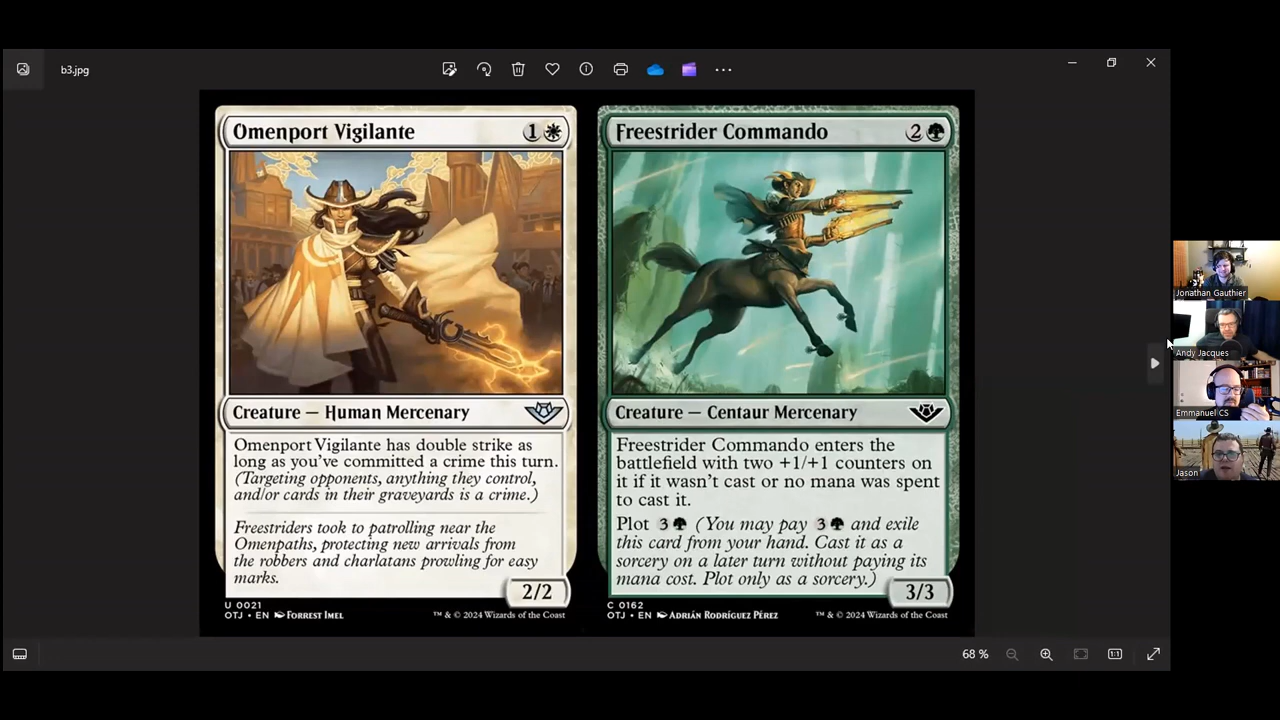 b3.jpg
Omenport Vigilante
1
Creature — Human Mercenary
Omenport Vigilante has double strike as
long as you've committed a crime this turn.
(Targeting opponents, anything they control,
and/or cards in their graveyards is a crime.)
Freestriders took to patrolling near the
Omenpaths, protecting new arrivals from
the robbers and charlatans prowling for easy
marks.
2/2
U 0021
OTJ • EN Forrest Imel
™ & © 2024 Wizards of the Coast
Freestrider Commando
2
Creature — Centaur Mercenary
Freestrider Commando enters the
battlefield with two +1/+1 counters on
it if it wasn't cast or no mana was spent
to cast it.
Plot 3 (You may pay 3 and exile
this card from your hand. Cast it as a
sorcery on a later turn without paying its
mana cost. Plot only as a sorcery.)
3/3
C 0162
OTJ • EN Adrián Rodríguez Pérez
™ & © 2024 Wizards of the Coast
Jonathan Gauthier
Andy Jacques
Emmanuel CS
Jason
68 %
1:1